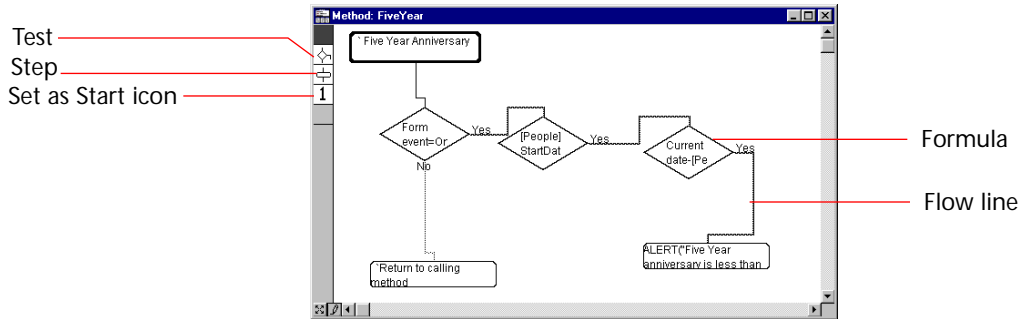 Method: FiveYear
Test
Step
Set as Start icon
1
` Five Year Anniversary
Form
event=Or
Yes
No
[People]
StartDat
Yes
Current
date-[Pe
Yes
Formula
Flow line
ALERT("Five Year
anniversary is less than
`Return to calling
method